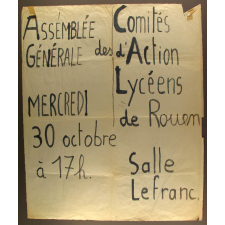 ASSEMBLÉE
GÉNÉRALE des
Comités
d'Action
Lycéens
de Rouen
MERCREDI
30 octobre
à 17h.
Salle
Lefranc.